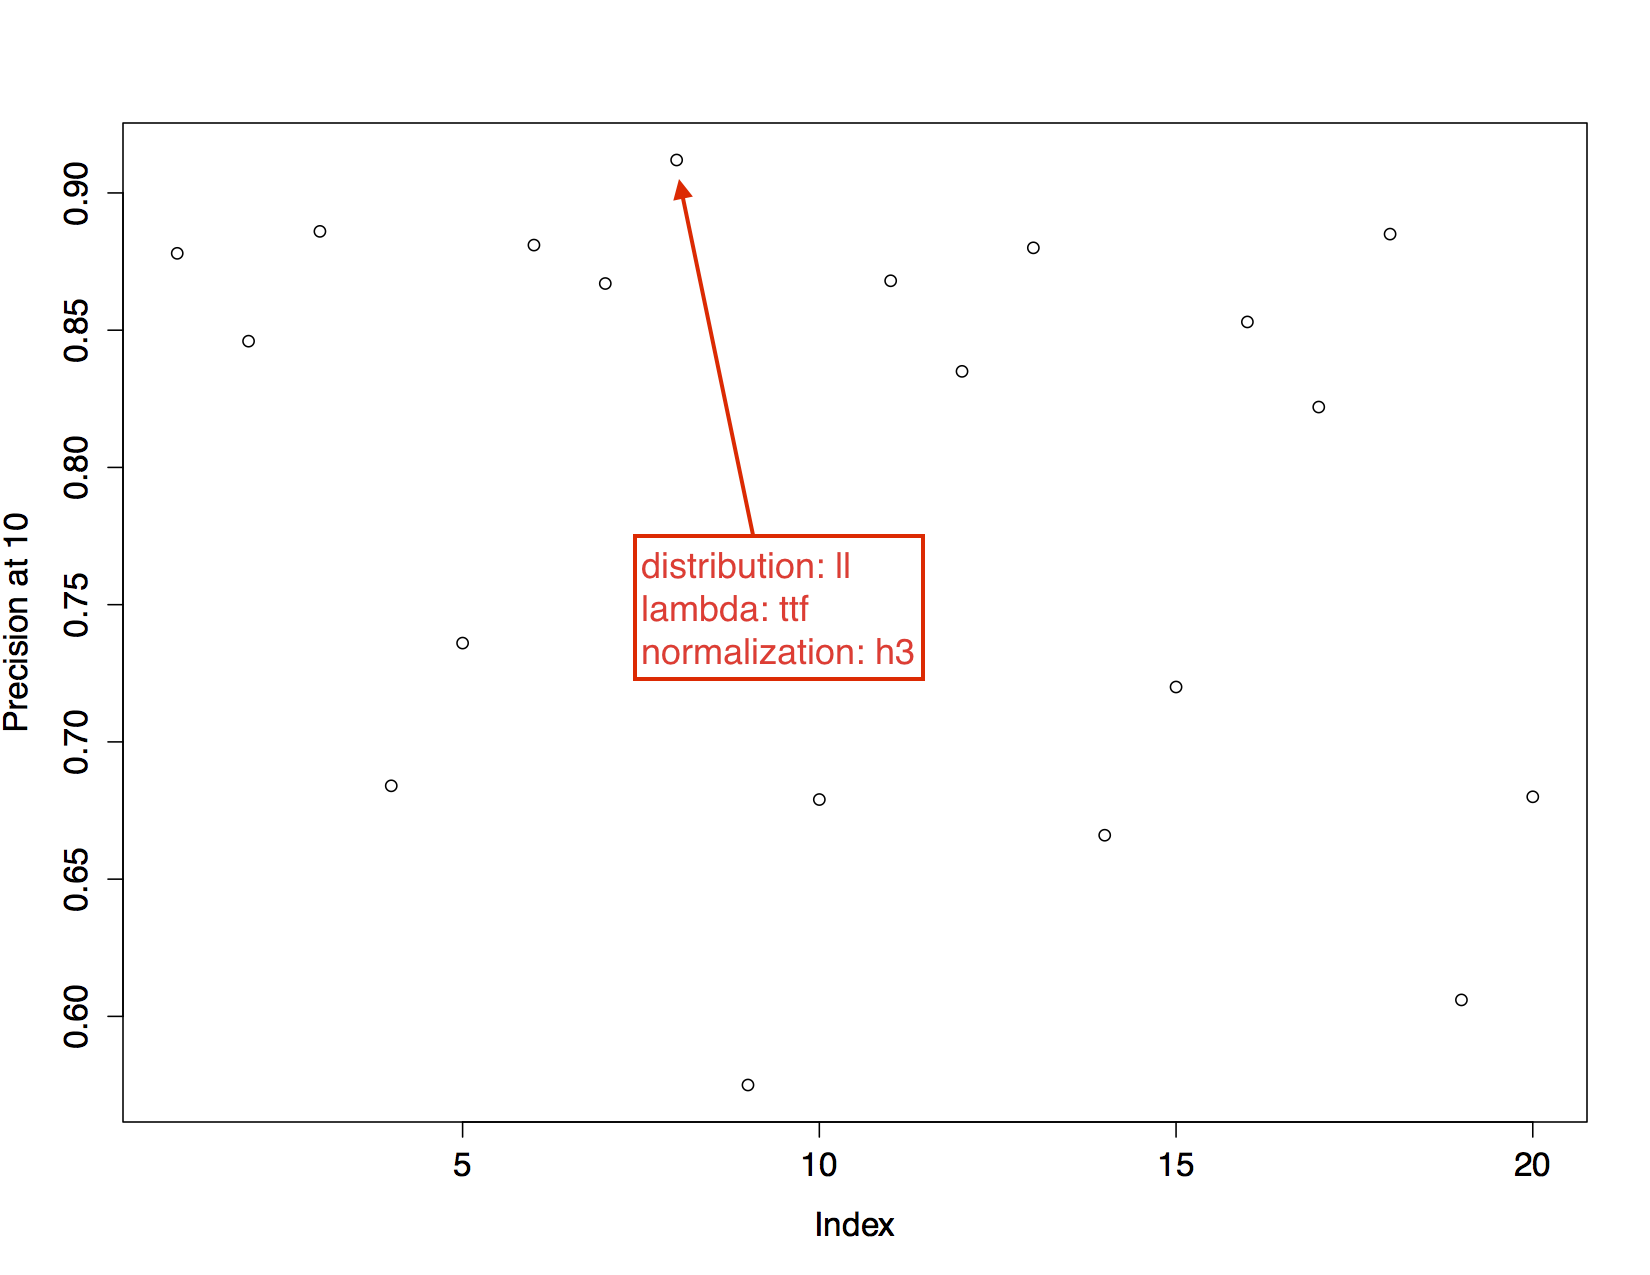 0.90
0.85
0.80
0.75
0.70
0.65
0.60
Precision at 10
distribution: ll
lambda: ttf
normalization: h3
5 10 15 20
Index